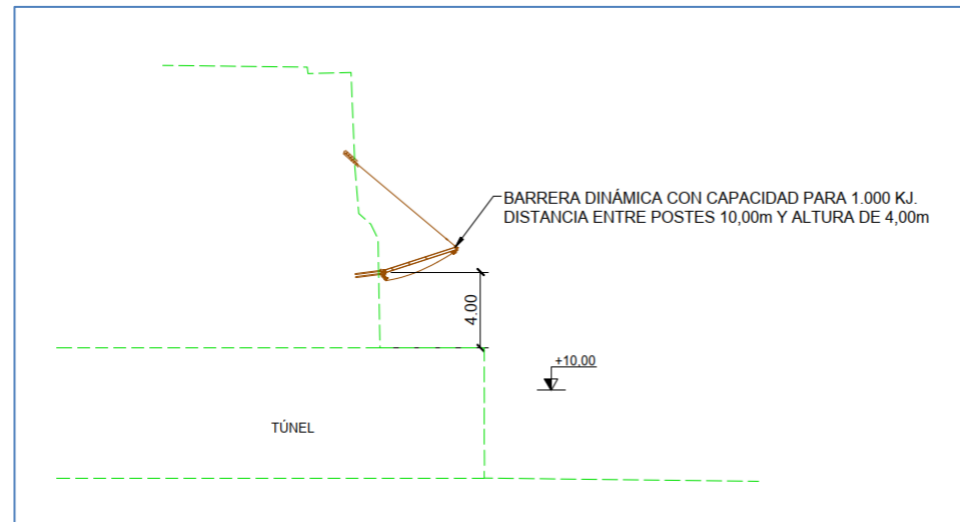 BARRERA DINÁMICA CON CAPACIDAD PARA 1.000 KJ.
DISTANCIA ENTRE POSTES 10,00m Y ALTURA DE 4,00m
4.00
+10,00
TÚNEL